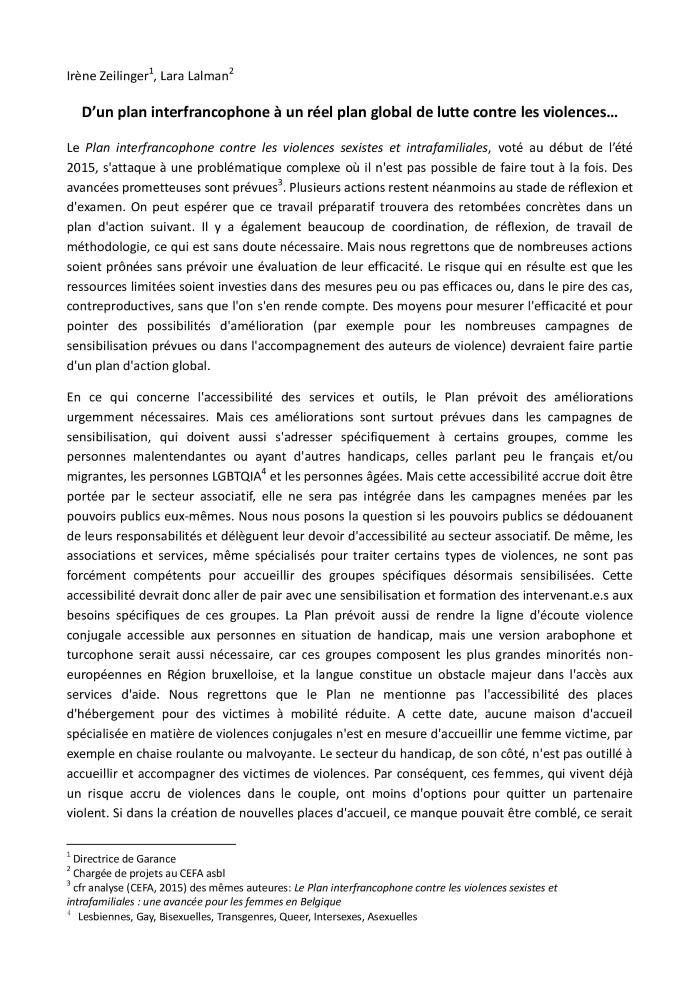 Irène Zeilinger1, Lara Lalman2
D’un plan interfrancophone à un réel plan global de lutte contre les violences…
Le Plan interfrancophone contre les violences sexistes et intrafamiliales, voté au début de l’été
2015, s'attaque à une problématique complexe où il n'est pas possible de faire tout à la fois. Des
avancées prometteuses sont prévues3. Plusieurs actions restent néanmoins au stade de réflexion et
d'examen. On peut espérer que ce travail préparatif trouvera des retombées concrètes dans un
plan d'action suivant. Il y a également beaucoup de coordination, de réflexion, de travail de
méthodologie, ce qui est sans doute nécessaire. Mais nous regrettons que de nombreuses actions
soient prônées sans prévoir une évaluation de leur efficacité. Le risque qui en résulte est que les
ressources limitées soient investies dans des mesures peu ou pas efficaces ou, dans le pire des cas,
contreproductives, sans que l'on s'en rende compte. Des moyens pour mesurer l'efficacité et pour
pointer des possibilités d'amélioration (par exemple pour les nombreuses campagnes de
sensibilisation prévues ou dans l'accompagnement des auteurs de violence) devraient faire partie
d'un plan d'action global.
En ce qui concerne l'accessibilité des services et outils, le Plan prévoit des améliorations
urgemment nécessaires. Mais ces améliorations sont surtout prévues dans les campagnes de
sensibilisation, qui doivent aussi s'adresser spécifiquement à certains groupes, comme les
personnes malentendantes ou ayant d'autres handicaps, celles parlant peu le français et/ou
migrantes, les personnes LGBTQIA4 et les personnes âgées. Mais cette accessibilité accrue doit être
portée par le secteur associatif, elle ne sera pas intégrée dans les campagnes menées par les
pouvoirs publics eux-mêmes. Nous nous posons la question si les pouvoirs publics se dédouanent
de leurs responsabilités et délèguent leur devoir d'accessibilité au secteur associatif. De même, les
associations et services, même spécialisés pour traiter certains types de violences, ne sont pas
forcément compétents pour accueillir des groupes spécifiques désormais sensibilisées. Cette
accessibilité devrait donc aller de pair avec une sensibilisation et formation des intervenant.e.s aux
besoins spécifiques de ces groupes. La Plan prévoit aussi de rendre la ligne d'écoute violence
conjugale accessible aux personnes en situation de handicap, mais une version arabophone et
turcophone serait aussi nécessaire, car ces groupes composent les plus grandes minorités non-
européennes en Région bruxelloise, et la langue constitue un obstacle majeur dans l'accès aux
services d'aide. Nous regrettons que le Plan ne mentionne pas l'accessibilité des places
d'hébergement pour des victimes à mobilité réduite. A cette date, aucune maison d'accueil
spécialisée en matière de violences conjugales n'est en mesure d'accueillir une femme victime, par
exemple en chaise roulante ou malvoyante. Le secteur du handicap, de son côté, n'est pas outillé à
accueillir et accompagner des victimes de violences. Par conséquent, ces femmes, qui vivent déjà
un risque accru de violences dans le couple, ont moins d'options pour quitter un partenaire
violent. Si dans la création de nouvelles places d'accueil, ce manque pouvait être comblé, ce serait
1 Directrice de Garance
2 Chargée de projets au CEFA asbl
3 cfr analyse (CEFA, 2015) des mêmes auteures: Le Plan interfrancophone contre les violences sexistes et
intrafamiliales : une avancée pour les femmes en Belgique
4 Lesbiennes, Gay, Bisexuelles, Transgenres, Queer, Intersexes, Asexuelles